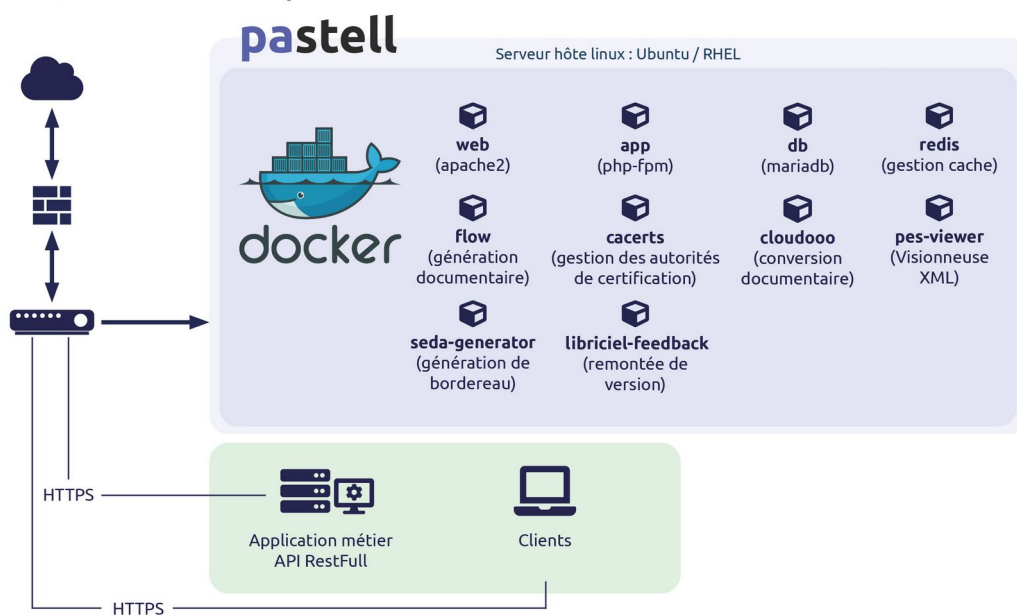 pastell
Serveur hôte linux : Ubuntu / RHEL
docker
web
(apache2)
app
(php-fpm)
db
(mariadb)
redis
(gestion cache)
flow
(génération
documentaire)
cacerts
(gestion des autorités
de certification)
cloudooo
(conversion
documentaire)
pes-viewer
(Visionneuse
XML)
seda-generator
(génération de
bordereau)
libriciel-feedback
(remontée de
version)
HTTPS
Application métier
API RestFull
Clients
HTTPS